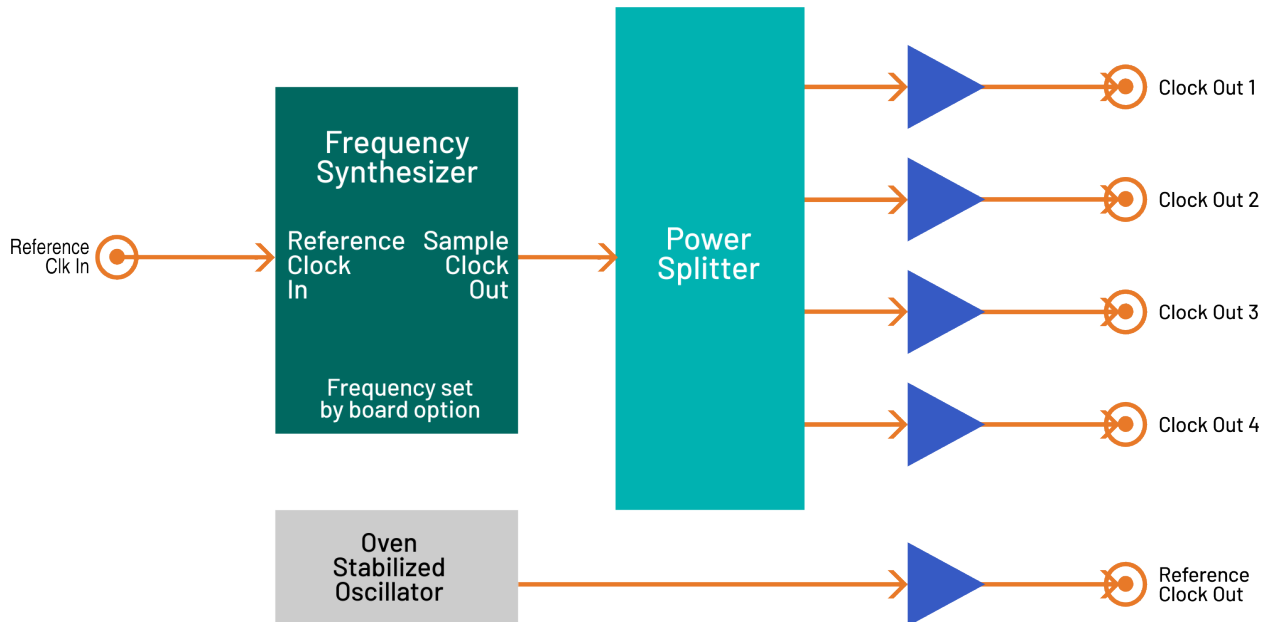 Reference
Clk In
Frequency
Synthesizer
Reference
Clock
In
Sample
Clock
Out
Frequency set
by board option
Power
Splitter
Clock Out 1
Clock Out 2
Clock Out 3
Clock Out 4
Oven
Stabilized
Oscillator
Reference
Clock Out